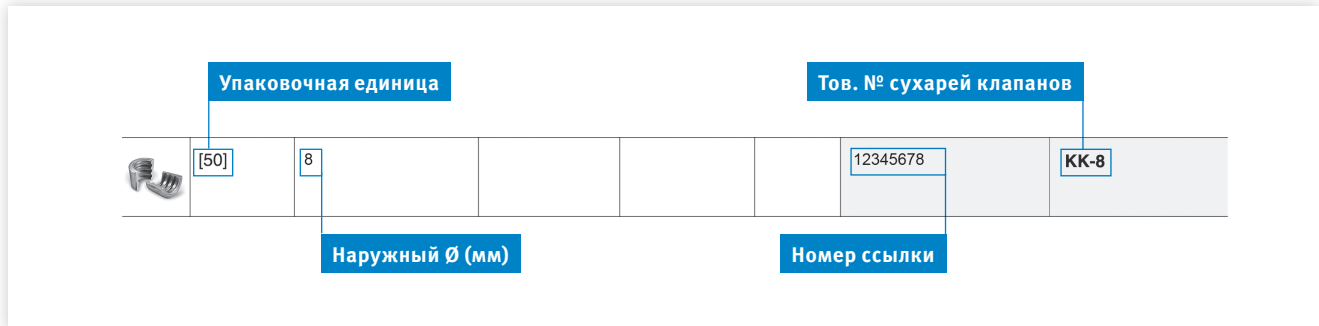 Упаковочная единица
Тов. № сухарей клапанов
[50]
8
12345678
KK-8
Наружный Ø (мм)
Номер ссылки